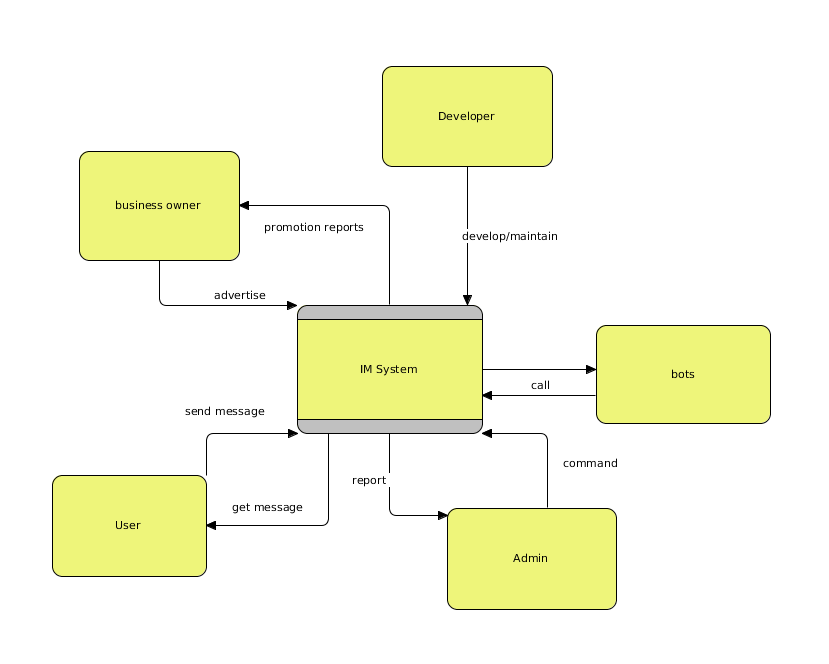 Developer
business owner
promotion reports
develop/maintain
advertise
IM System
bots
call
send message
command
report
get message
User
Admin